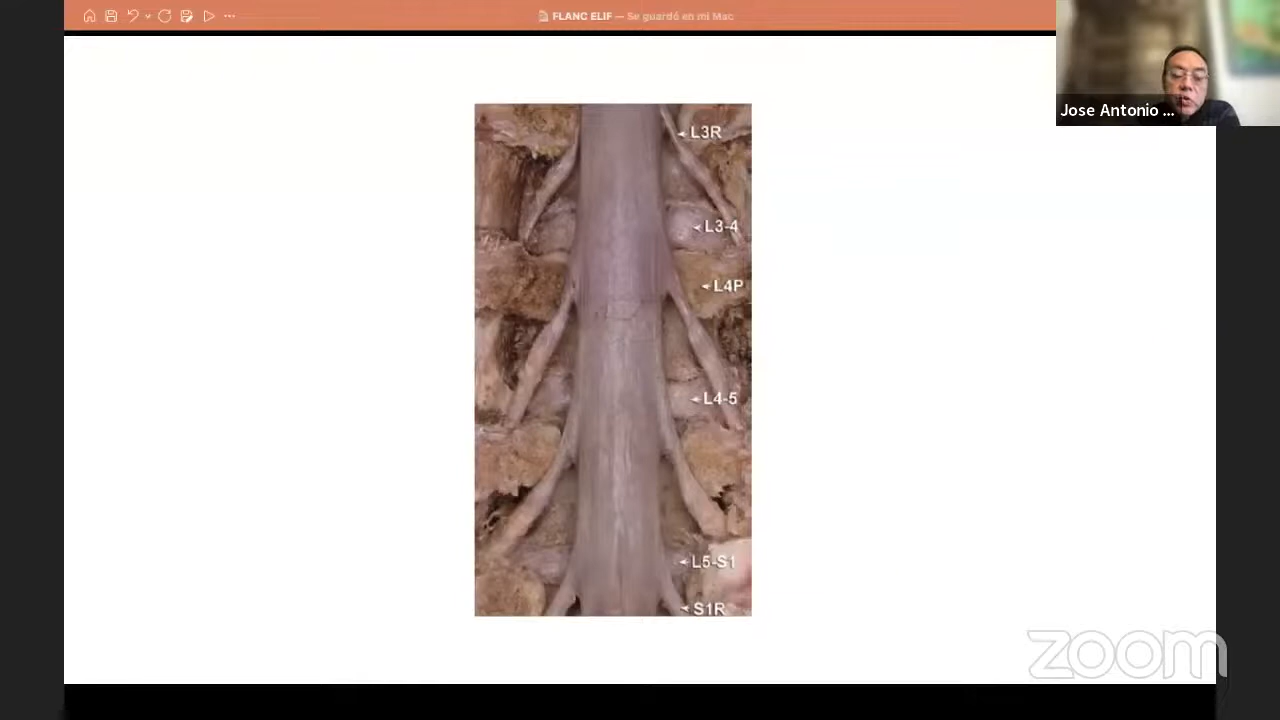 FLANC ELIF — Se guardó en mi Mac
Jose Antonio ...
L3R
L3-4
L4P
L4-5
L5-S1
S1R
zoom